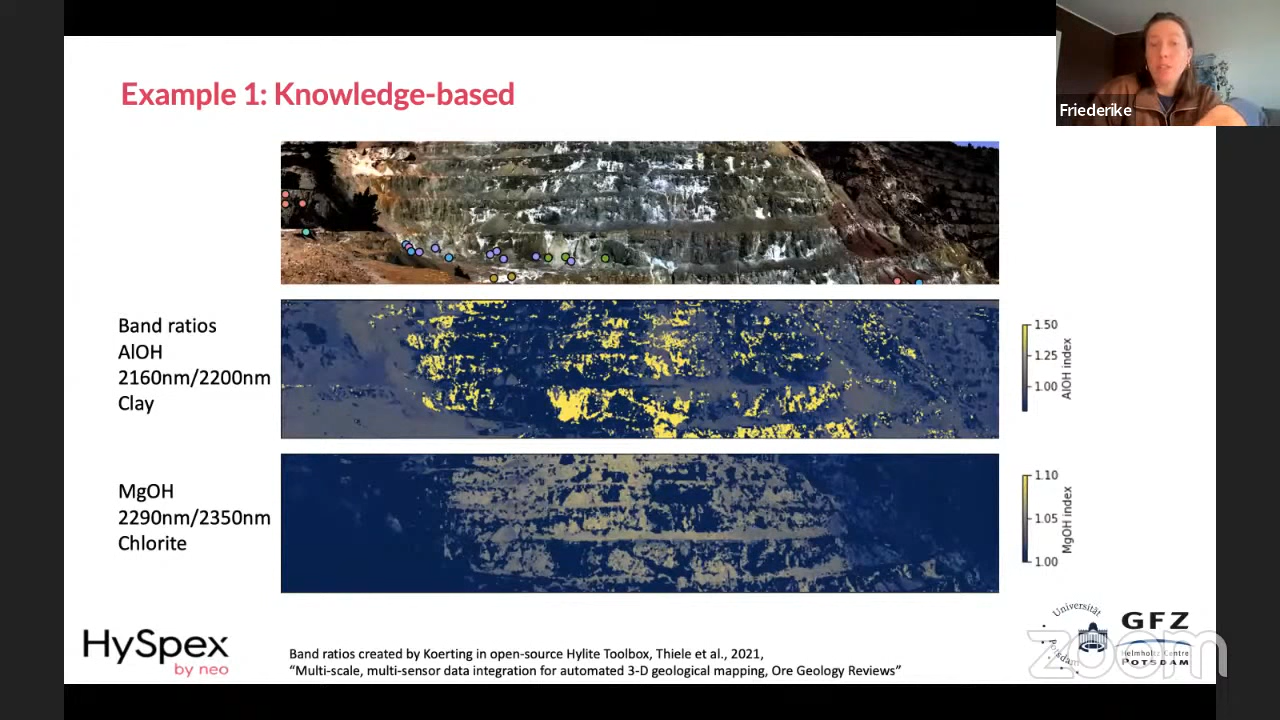 Friederike
Example 1: Knowledge-based
Band ratios
AlOH
2160nm/2200nm
Clay
1.50
1.25
1.00
AlOH index
MgOH
2290nm/2350nm
Chlorite
1.10
1.05
1.00
MgOH index
HySpex
by neo
Band ratios created by Koerting in open-source Hylite Toolbox, Thiele et al., 2021,
“Multi-scale, multi-sensor data integration for automated 3-D geological mapping, Ore Geology Reviews”
Universität
Potsdam
GFZ
Helmholtz Centre
POTSDAM
zoom